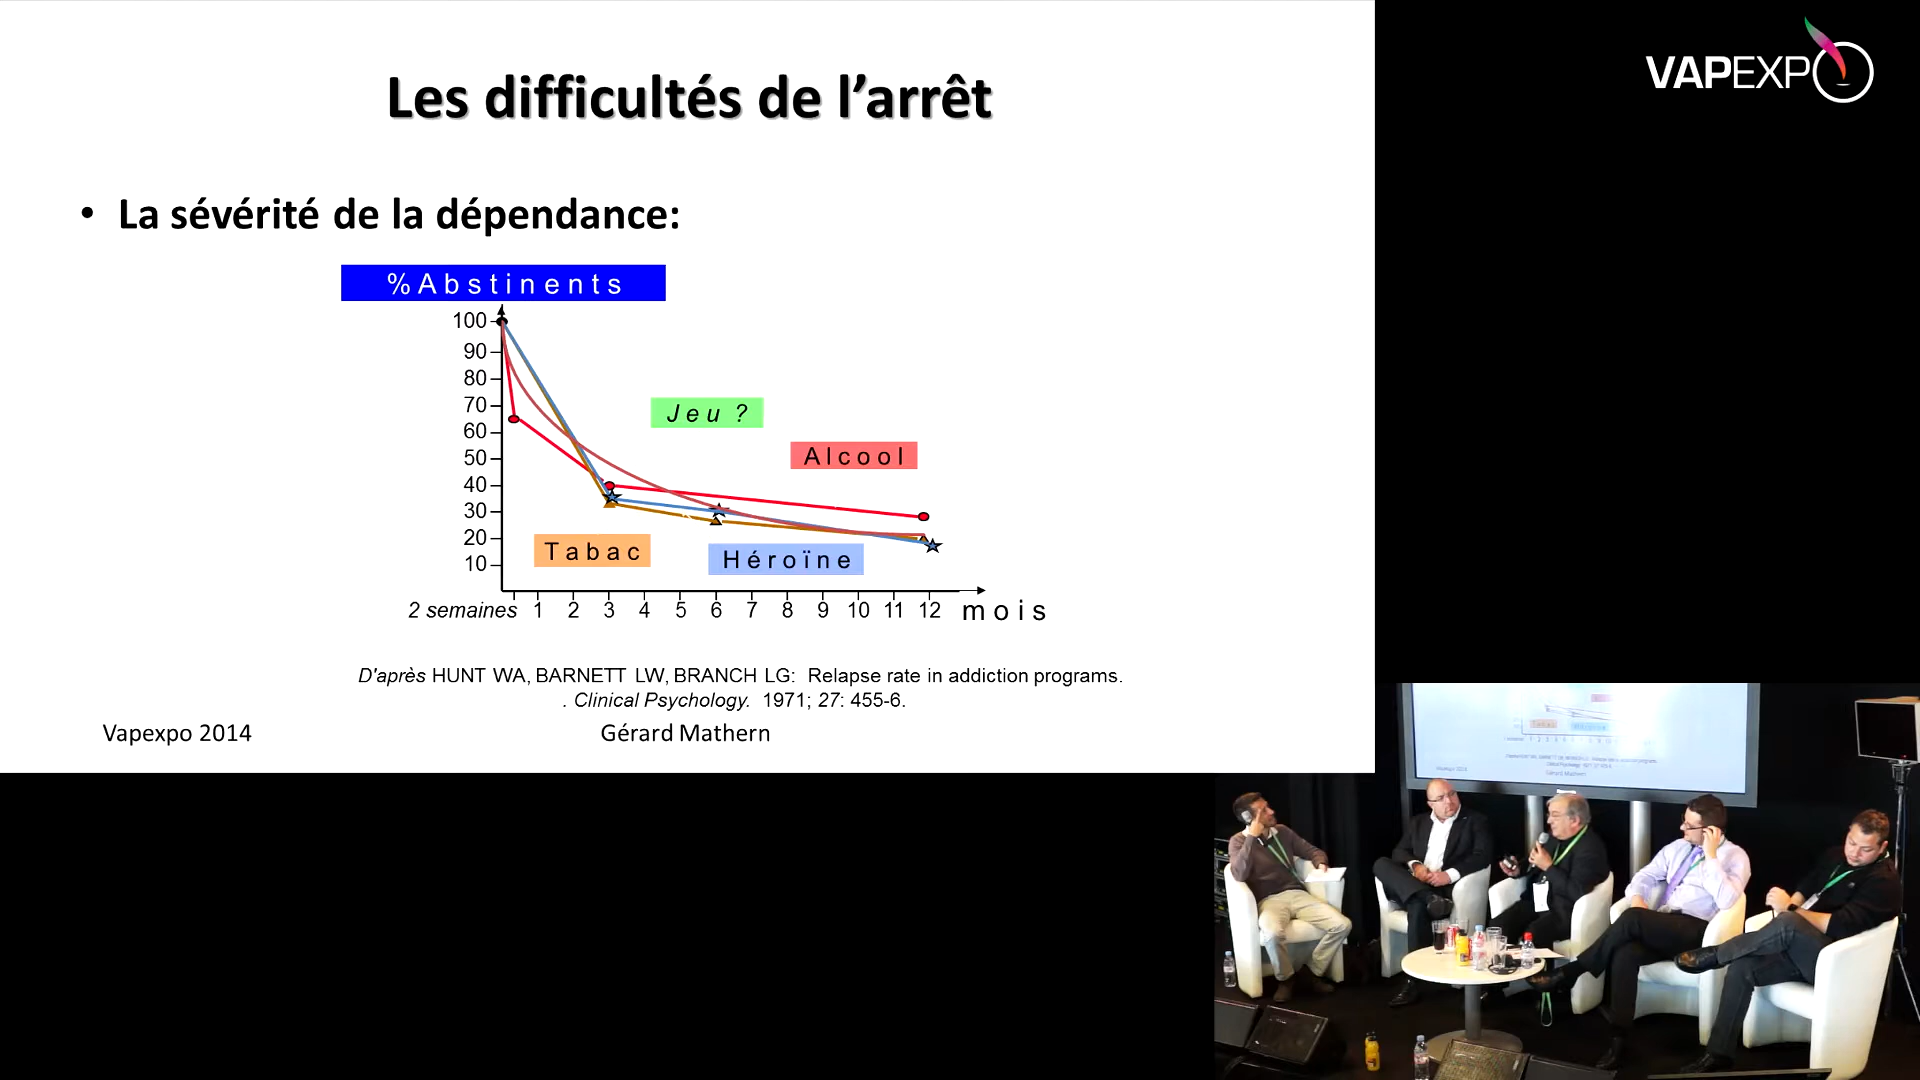 VAPEXPO
Les difficultés de l’arrêt
• La sévérité de la dépendance:
%Abstinents
100
90
80
70
60
50
40
30
20
10
Jeu ?
Alcool
Tabac
Héroïne
2 semaines 1 2 3 4 5 6 7 8 9 10 11 12 mois
D'après HUNT WA, BARNETT LW, BRANCH LG: Relapse rate in addiction programs.
. Clinical Psychology. 1971; 27: 455-6.
Vapexpo 2014
Gérard Mathern